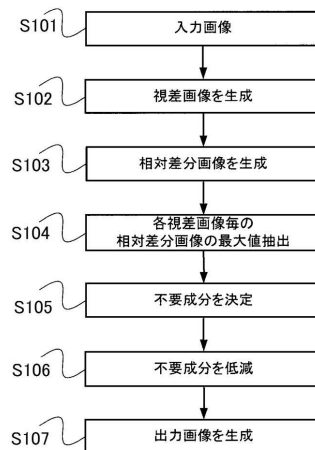 S101
入力画像
S102
視差画像を生成
S103
相対差分画像を生成
S104
各視差画像毎の
相対差分画像の最大値抽出
S105
不要成分を決定
S106
不要成分を低減
S107
出力画像を生成